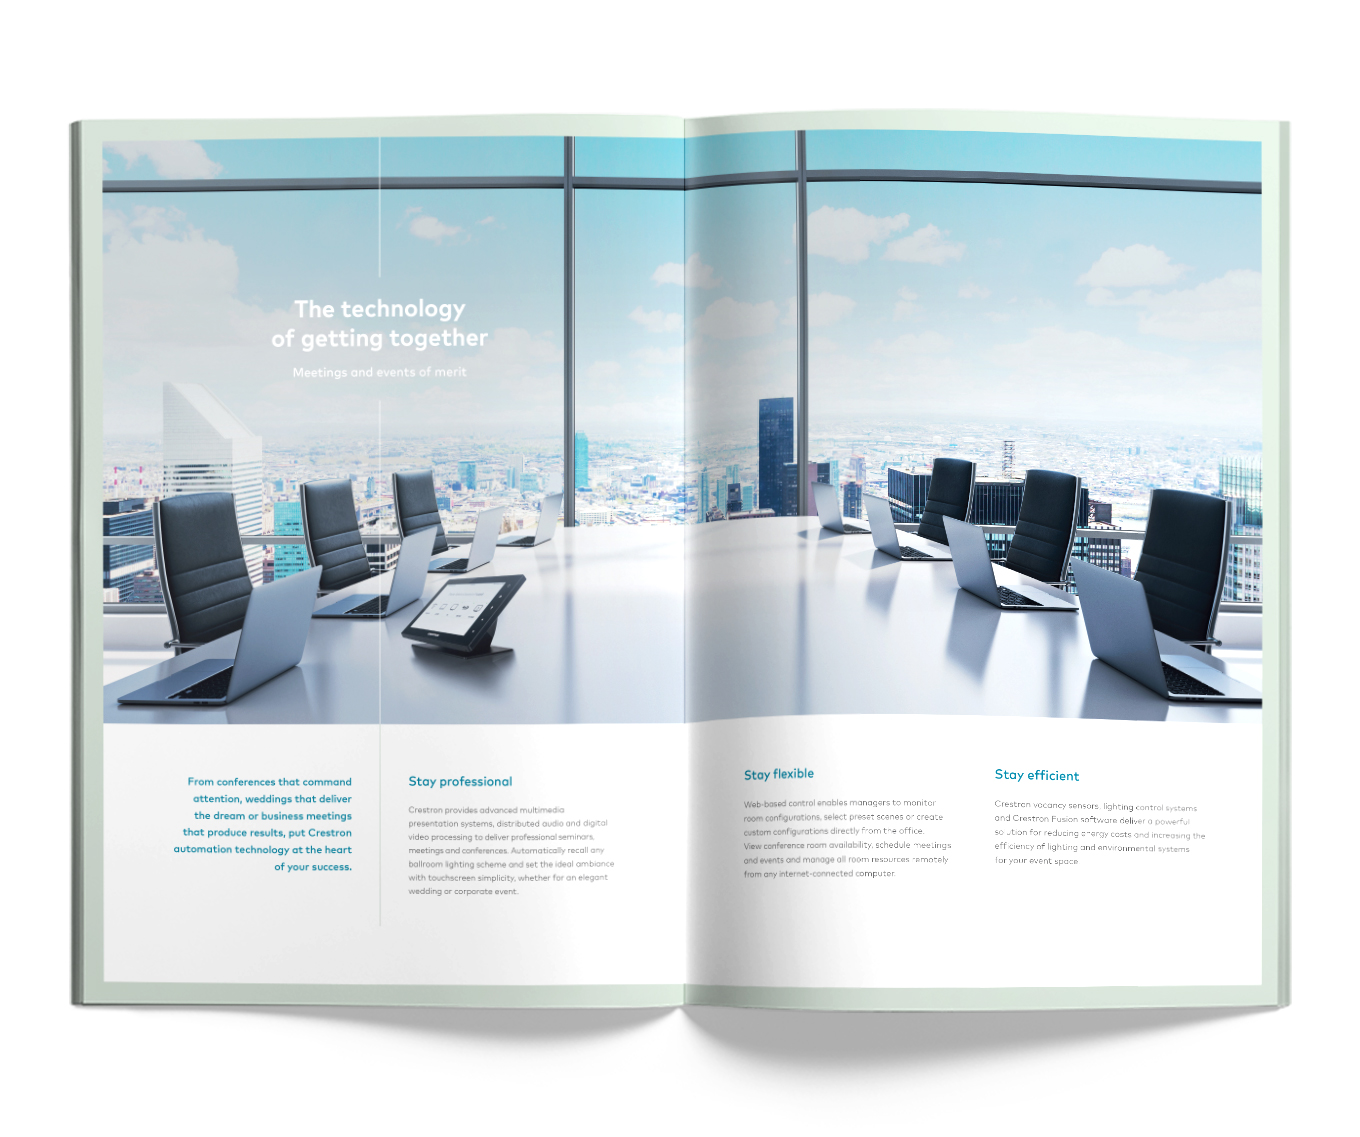 The technology
of getting together
Meetings and events of merit
From conferences that command
attention, weddings that deliver
the dream or business meetings
that produce results, put Crestron
automation technology at the heart
of your success.
Stay professional
Crestron provides advanced multimedia
presentation systems, distributed audio and digital
video processing to deliver professional seminars,
meetings and conferences. Automatically recall any
ballroom lighting scheme and set the ideal ambiance
with touchscreen simplicity, whether for an elegant
wedding or corporate event.
Stay flexible
Web-based control enables managers to monitor
room configurations, select preset scenes or create
custom configurations directly from the office.
View conference room availability, schedule meetings
and events and manage all room resources remotely
from any internet-connected computer.
Stay efficient
Crestron vacancy sensors, lighting control systems
and Crestron Fusion software deliver a powerful
solution for reducing energy costs and increasing the
efficiency of lighting and environmental systems
for your event space